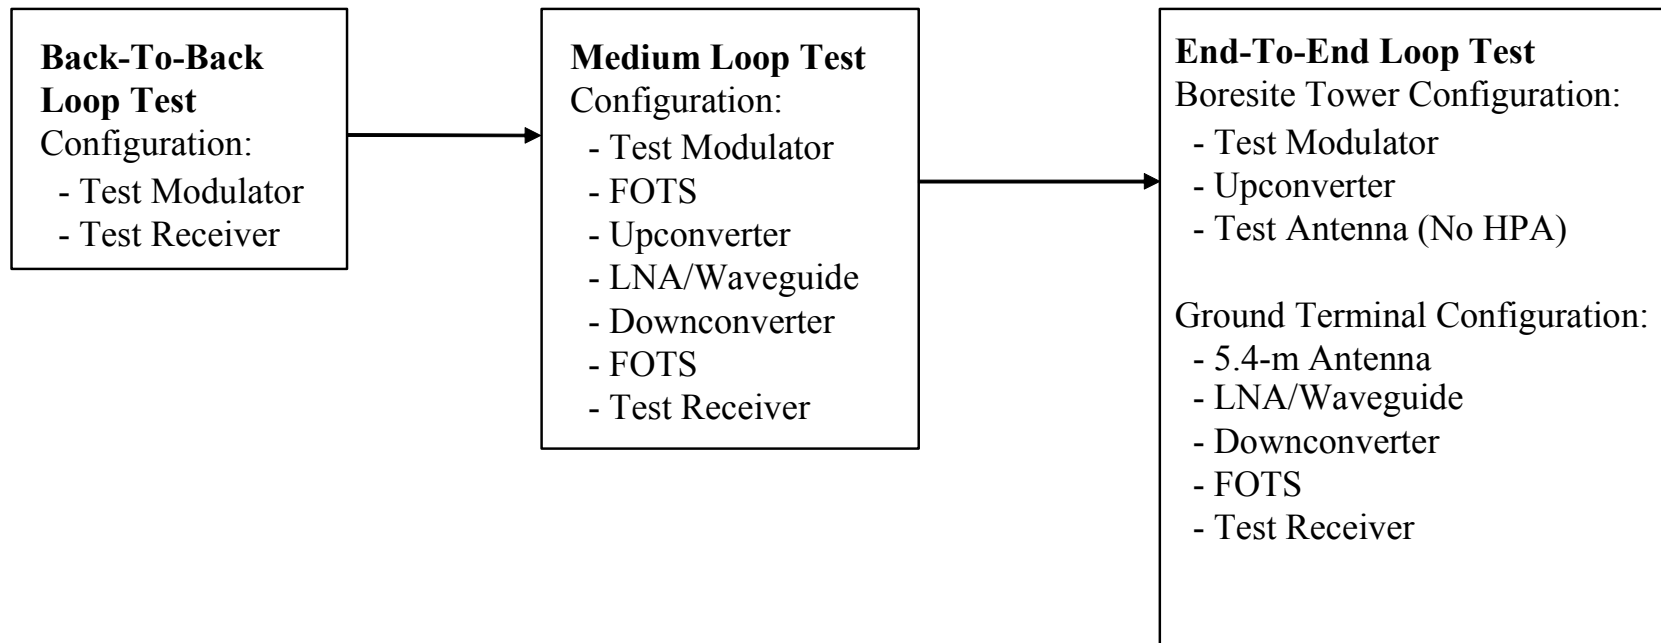 Back-To-Back
Loop Test
Configuration:
- Test Modulator
- Test Receiver
Medium Loop Test
Configuration:
- Test Modulator
- FOTS
- Upconverter
- LNA/Waveguide
- Downconverter
- FOTS
- Test Receiver
End-To-End Loop Test
Boresite Tower Configuration:
- Test Modulator
- Upconverter
- Test Antenna (No HPA)
Ground Terminal Configuration:
- 5.4-m Antenna
- LNA/Waveguide
- Downconverter
- FOTS
- Test Receiver